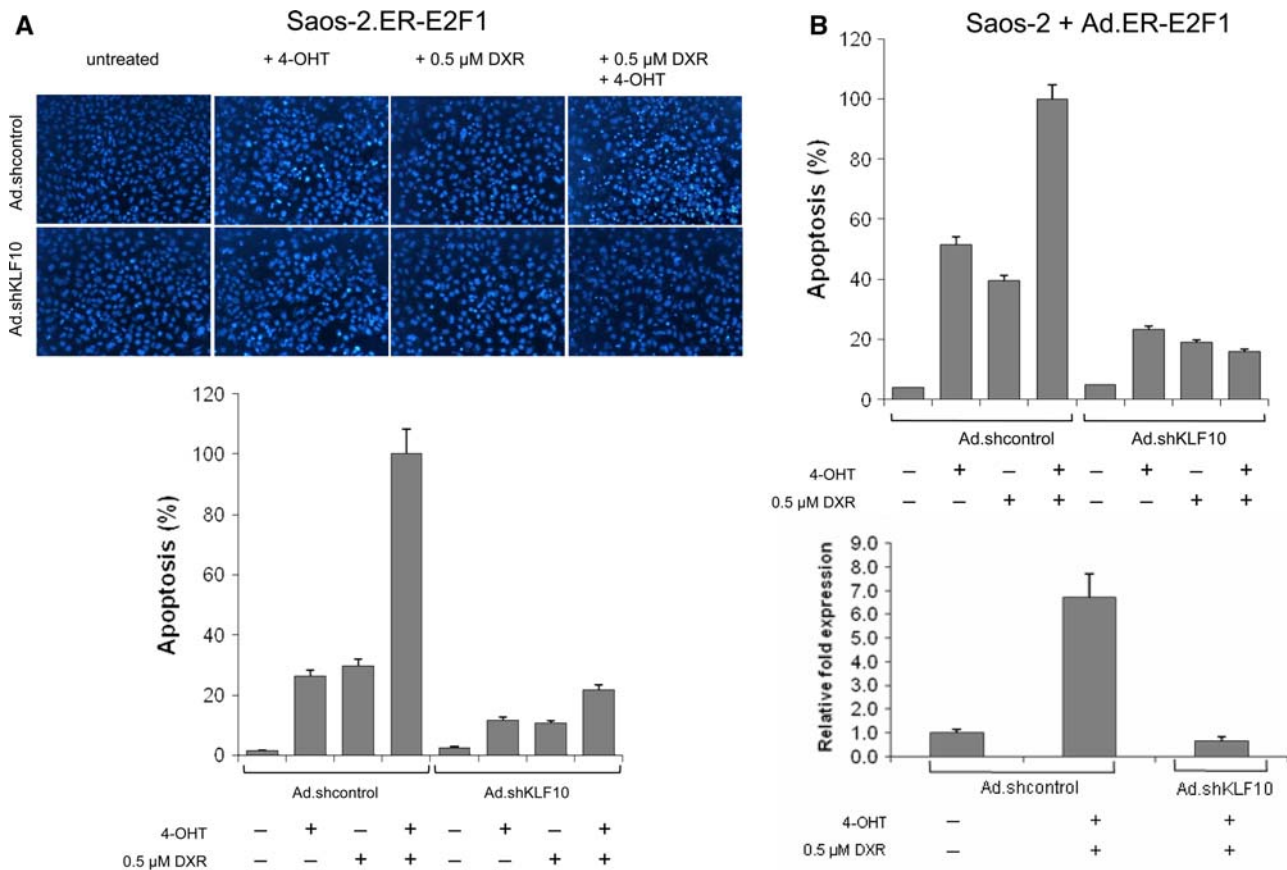 A
Saos-2.ER-E2F1
untreated
+ 4-OHT
+ 0.5 µM DXR
+ 0.5 µM DXR
+ 4-OHT
Ad.shcontrol
Ad.shKLF10
Apoptosis (%)
120
100
80
60
40
20
0
Ad.shcontrol
Ad.shKLF10
4-OHT – + – + – + – +
0.5 µM DXR – – + + – – + +
B
Saos-2 + Ad.ER-E2F1
Apoptosis (%)
120
100
80
60
40
20
0
Ad.shcontrol
Ad.shKLF10
4-OHT – + – + – + – +
0.5 µM DXR – – + + – – + +
Relative fold expression
9.0
8.0
7.0
6.0
5.0
4.0
3.0
2.0
1.0
0.0
Ad.shcontrol
Ad.shKLF10
4-OHT – + +
0.5 µM DXR – + +